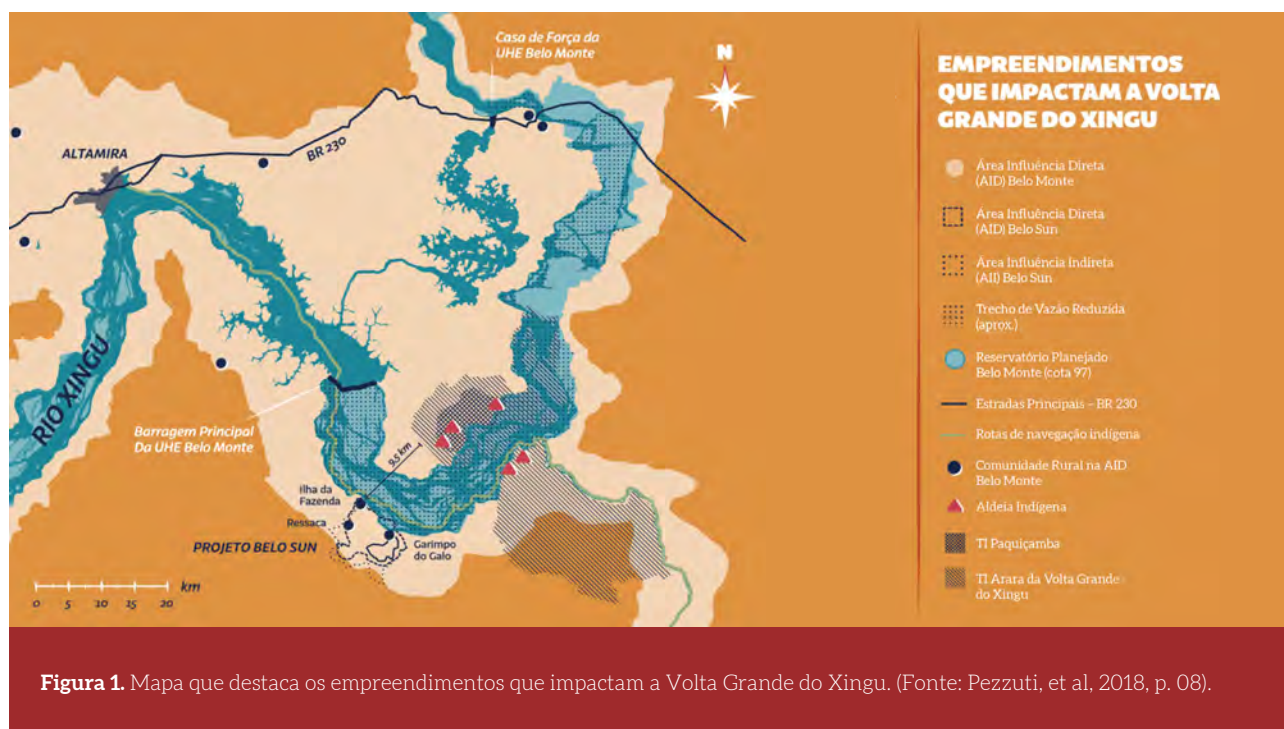 Casa de Força da
UHE Belo Monte
N
ALTAMIRA
BR 230
RIO XINGU
Barragem Principal
Da UHE Belo Monte
9,5 km
Ilha da
Fazenda
Ressaca
PROJETO BELO SUN
Garimpo
do Galo
km
0 5 10 15 20
EMPREENDIMENTOS
QUE IMPACTAM A VOLTA
GRANDE DO XINGU
Área Influência Direta
(AID) Belo Monte
Área Influência Direta
(AID) Belo Sun
Área Influência Indireta
(AII) Belo Sun
Trecho de Vazão Reduzida
(aprox.)
Reservatório Planejado
Belo Monte (cota 97)
Estradas Principais – BR 230
Rotas de navegação indígena
Comunidade Rural na AID
Belo Monte
Aldeia Indígena
TI Paquiçamba
TI Arara da Volta Grande
do Xingu
Figura 1. Mapa que destaca os empreendimentos que impactam a Volta Grande do Xingu. (Fonte: Pezzuti, et al, 2018, p. 08).